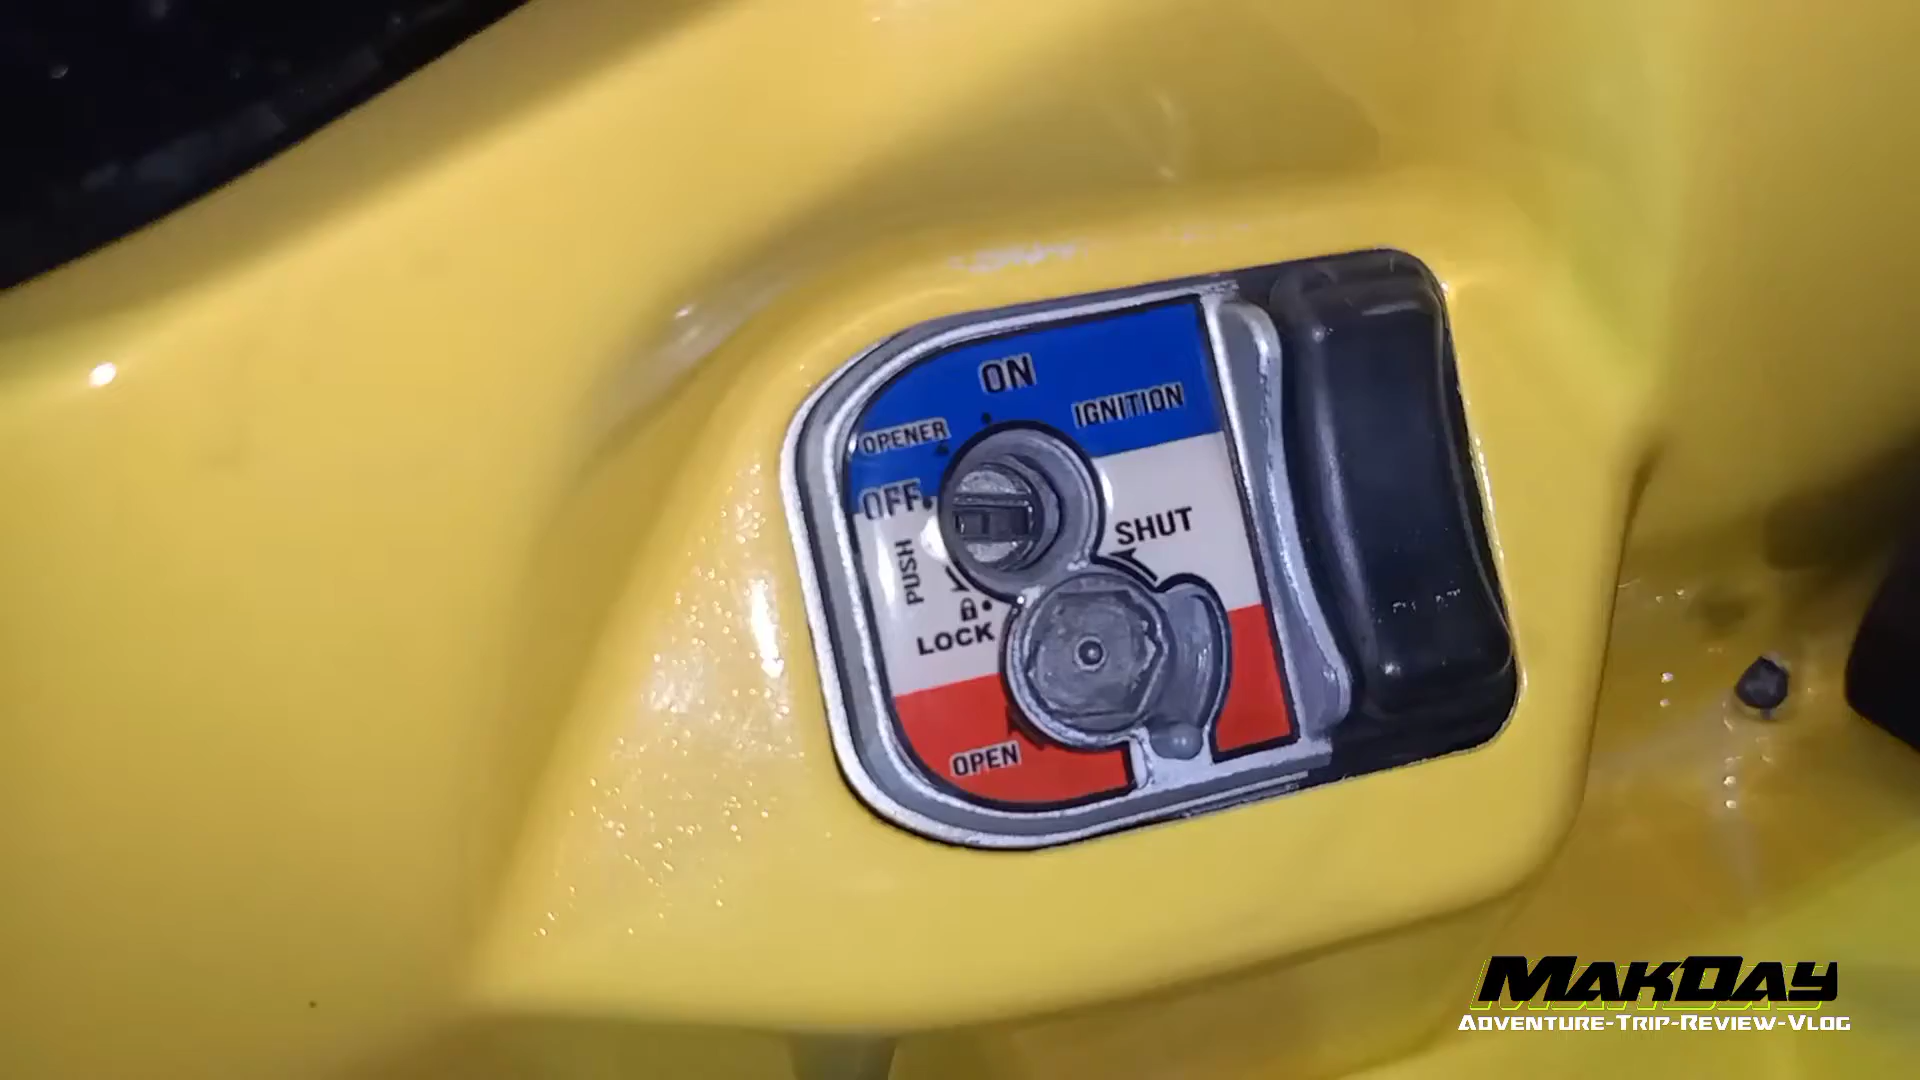 ON
IGNITION
OPENER
OFF
PUSH
SHUT
LOCK
OPEN
MAKDAY
ADVENTURE-TRIP-REVIEW-VLOG